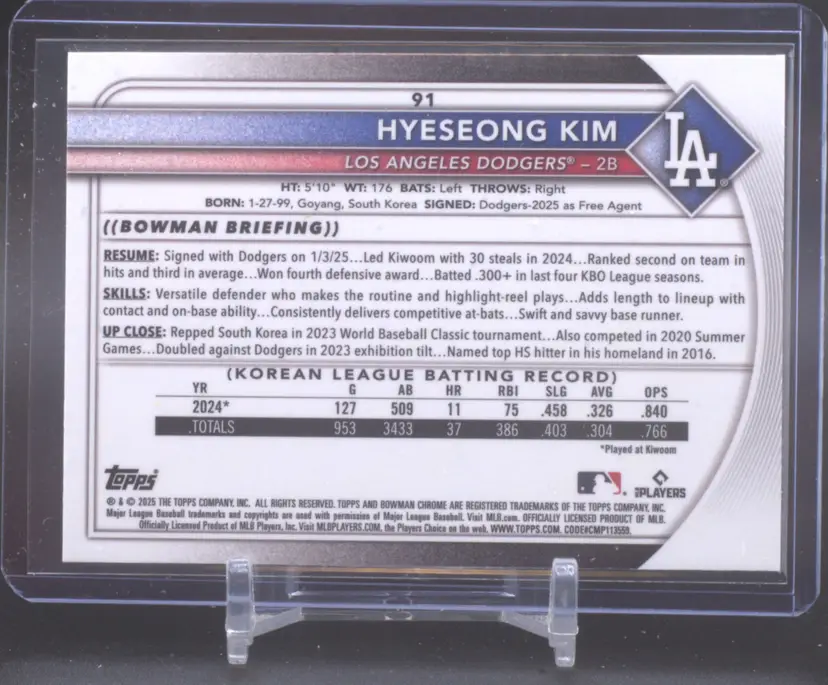 91
HYESEONG KIM
LA
®
LOS ANGELES DODGERS® – 2B
HT: 5'10" WT: 176 BATS: Left THROWS: Right
BORN: 1-27-99, Goyang, South Korea SIGNED: Dodgers-2025 as Free Agent
((BOWMAN BRIEFING))
RESUME: Signed with Dodgers on 1/3/25...Led Kiwoom with 30 steals in 2024...Ranked second on team in
hits and third in average...Won fourth defensive award...Batted .300+ in last four KBO League seasons.
SKILLS: Versatile defender who makes the routine and highlight-reel plays...Adds length to lineup with
contact and on-base ability...Consistently delivers competitive at-bats...Swift and savvy base runner.
UP CLOSE: Repped South Korea in 2023 World Baseball Classic tournament...Also competed in 2020 Summer
Games...Doubled against Dodgers in 2023 exhibition tilt...Named top HS hitter in his homeland in 2016.
(KOREAN LEAGUE BATTING RECORD)
YR G AB HR RBI SLG AVG OPS
2024* 127 509 11 75 .458 .326 .840
.TOTALS 953 3433 37 386 .403 .304 .766
*Played at Kiwoom
Topps
MLB PLAYERS
® & © 2025 THE TOPPS COMPANY, INC. ALL RIGHTS RESERVED. TOPPS AND BOWMAN CHROME ARE REGISTERED TRADEMARKS OF THE TOPPS COMPANY, INC.
Major League Baseball trademarks and copyrights are used with permission of Major League Baseball. Visit MLB.com. OFFICIALLY LICENSED PRODUCT OF MLB.
Officially Licensed Product of MLB Players, Inc. Visit MLBPLAYERS.COM, the Players Choice on the web. WWW.TOPPS.COM. CODE#CMP113559.